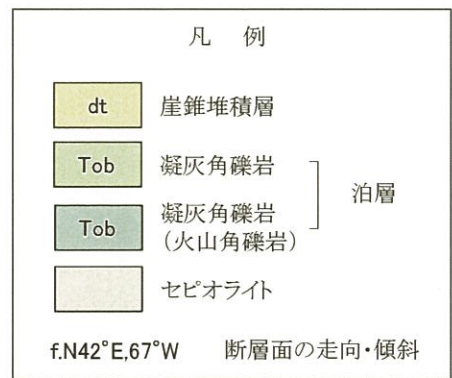 凡 例
dt 崖錐堆積層
Tob 凝灰角礫岩
泊層
Tob 凝灰角礫岩
(火山角礫岩)
セピオライト
f.N42°E,67°W 断層面の走向・傾斜